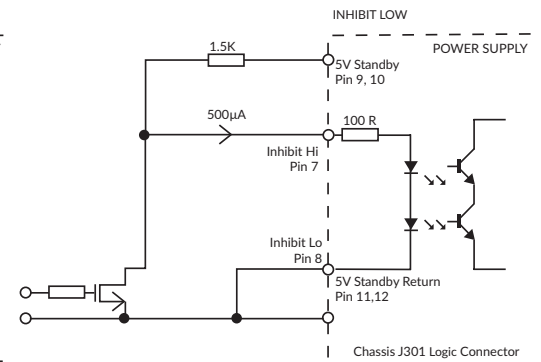 INHIBIT LOW
POWER SUPPLY
1.5K
5V Standby
Pin 9, 10
500µA
100 R
Inhibit Hi
Pin 7
Inhibit Lo
Pin 8
5V Standby Return
Pin 11,12
Chassis J301 Logic Connector